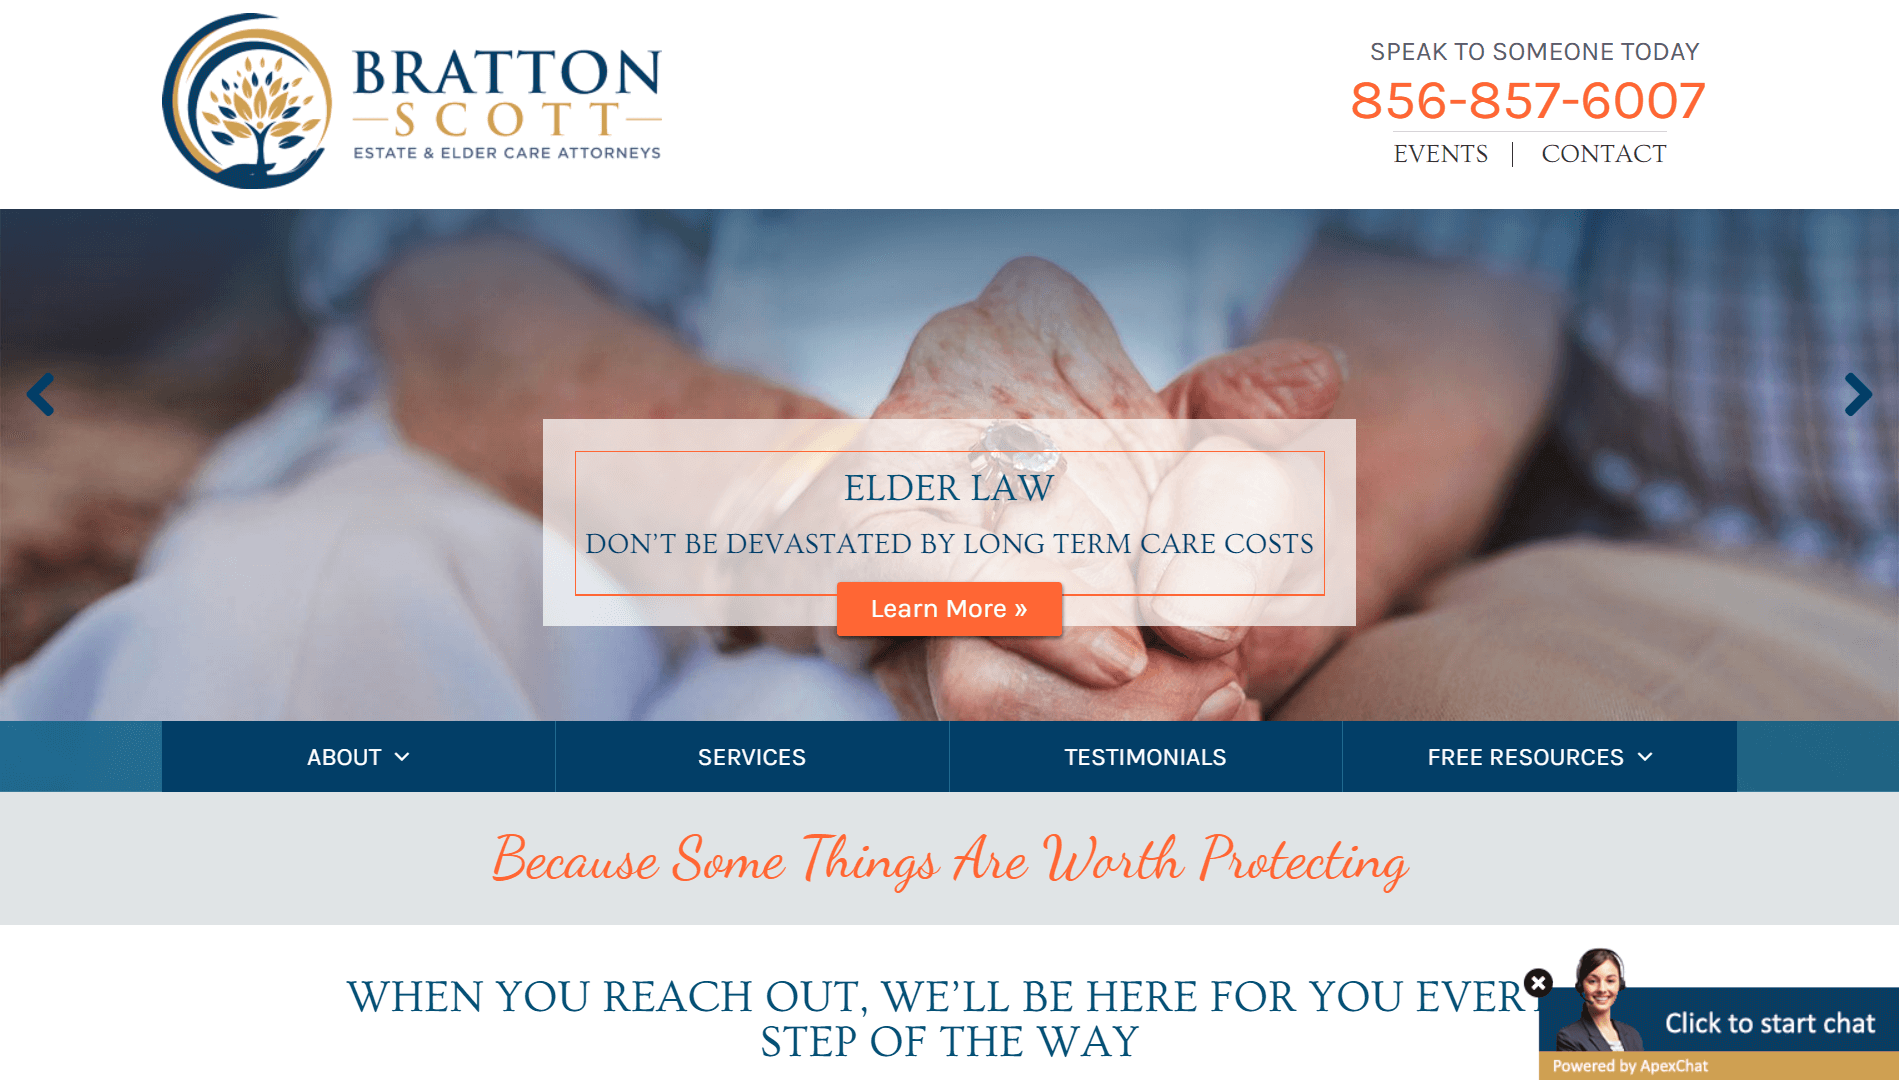 BRATTON
SCOTT
ESTATE & ELDER CARE ATTORNEYS
SPEAK TO SOMEONE TODAY
856-857-6007
EVENTS | CONTACT
ELDER LAW
DON'T BE DEVASTATED BY LONG TERM CARE COSTS
Learn More »
ABOUT
SERVICES
TESTIMONIALS
FREE RESOURCES
Because Some Things Are Worth Protecting
WHEN YOU REACH OUT, WE'LL BE HERE FOR YOU EVERY
STEP OF THE WAY
Click to start chat
Powered by ApexChat